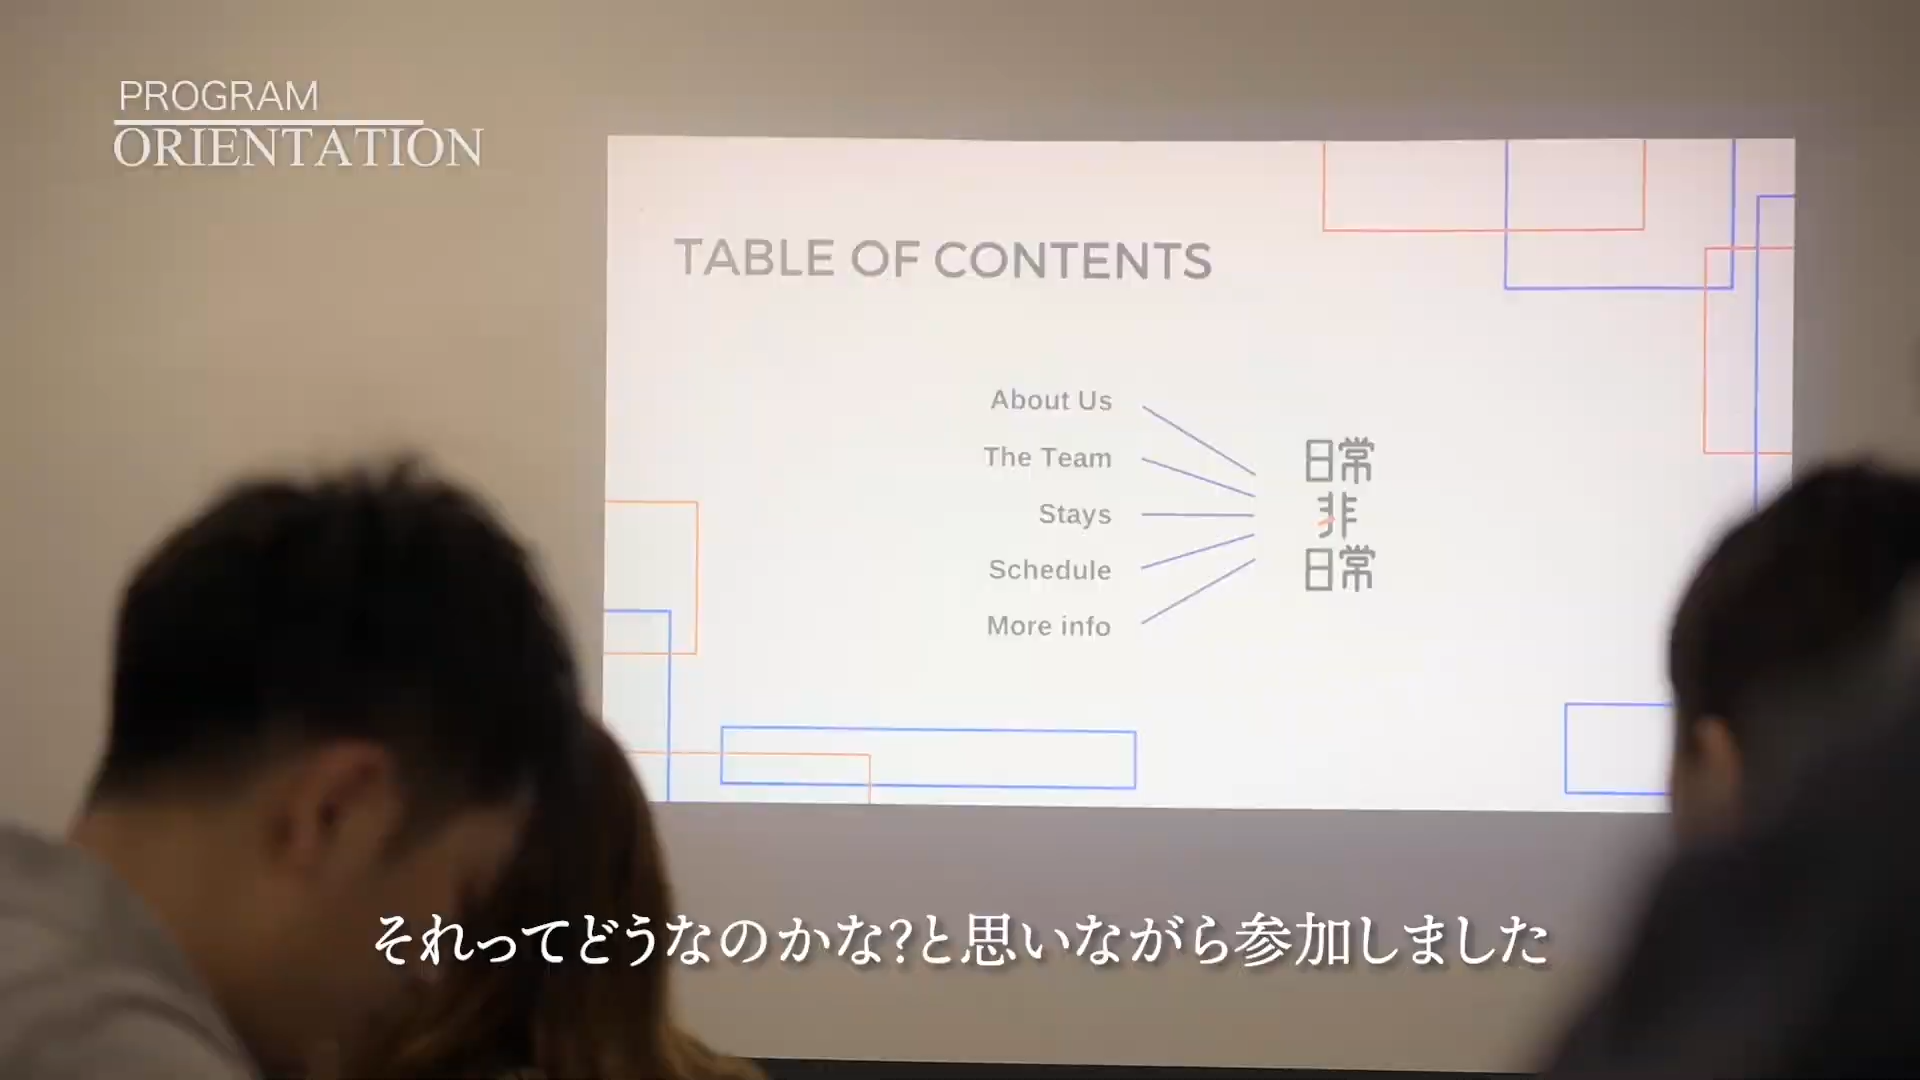 PROGRAM
ORIENTATION
TABLE OF CONTENTS
About Us
The Team
Stays
Schedule
More info
日常
非
日常
それってどうなのかな?と思いながら参加しました